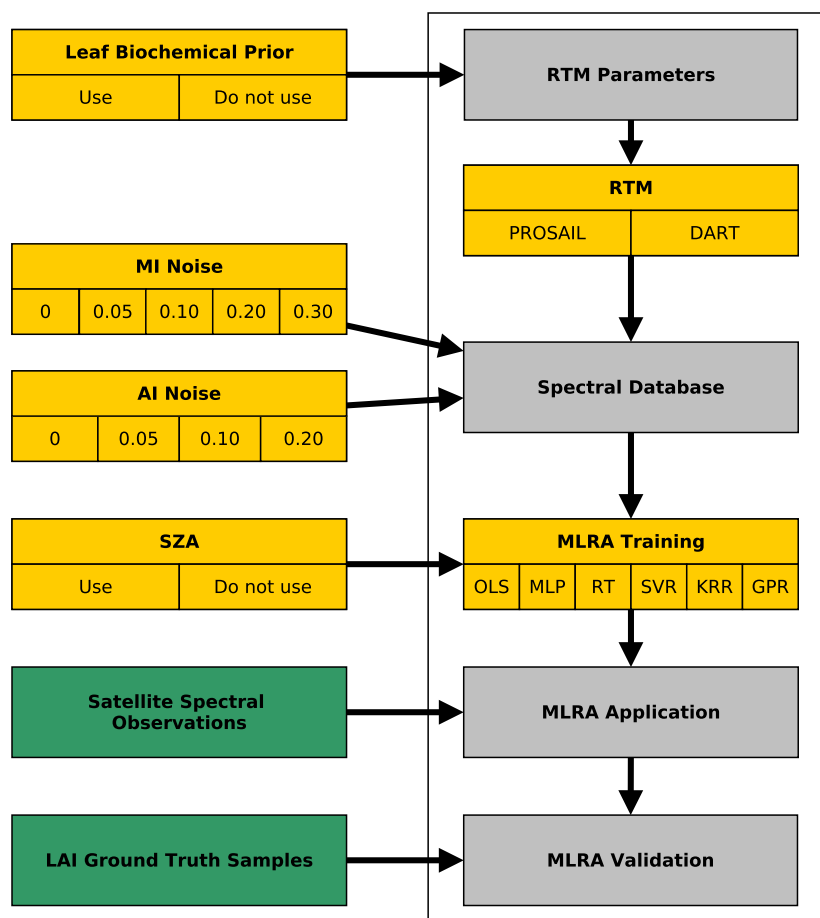 Leaf Biochemical Prior
Use Do not use
RTM Parameters
RTM
PROSAIL DART
MI Noise
0 0.05 0.10 0.20 0.30
AI Noise
0 0.05 0.10 0.20
Spectral Database
SZA
Use Do not use
MLRA Training
OLS MLP RT SVR KRR GPR
Satellite Spectral
Observations
MLRA Application
LAI Ground Truth Samples
MLRA Validation